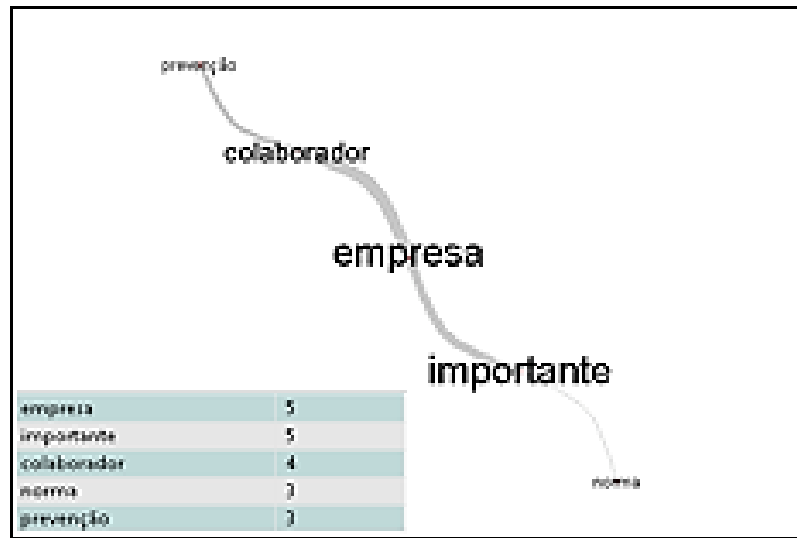 prevenção
colaborador
empresa
importante
norma
empresa 5
importante 5
colaborador 4
norma 3
prevenção 3